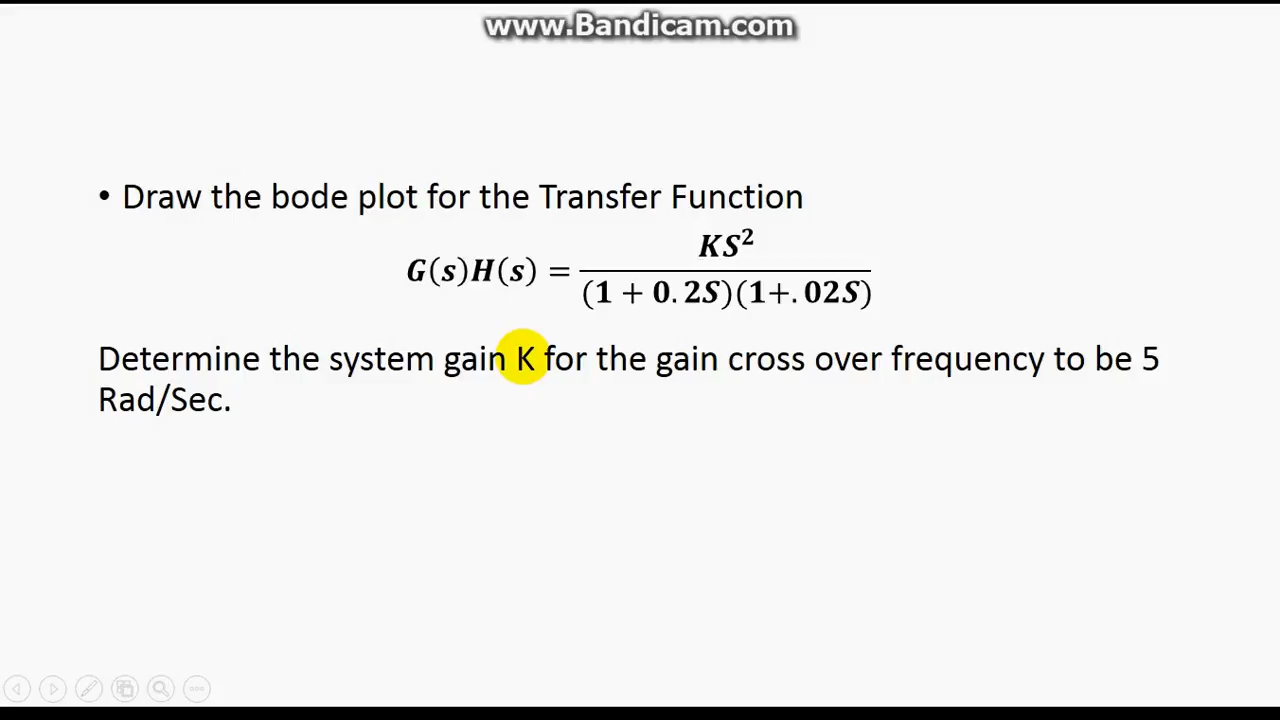 www.Bandicam.com
• Draw the bode plot for the Transfer Function
G(s)H(s) = KS² / (1 + 0.2S)(1+.02S)
Determine the system gain K for the gain cross over frequency to be 5
Rad/Sec.